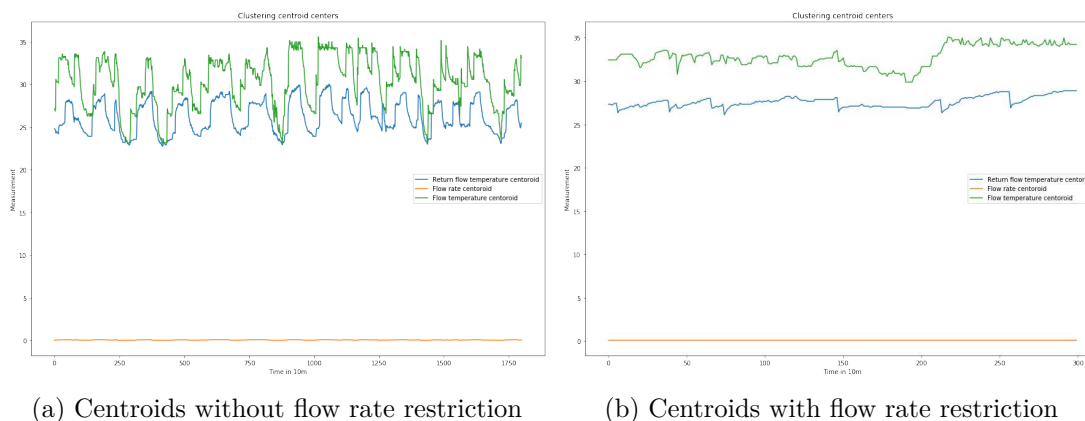 Clustering centroid centers
35
30
25
20
15
10
5
0
Measurement
0
250
500
750
1000
1250
1500
1750
Time in 10m
Return flow temperature centoroid
Flow rate centoroid
Flow temperature centoroid
(a) Centroids without flow rate restriction
Clustering centroid centers
35
30
25
20
15
10
5
0
Measurement
0
50
100
150
200
250
300
Time in 10m
Return flow temperature centor
Flow rate centoroid
Flow temperature centoroid
(b) Centroids with flow rate restriction